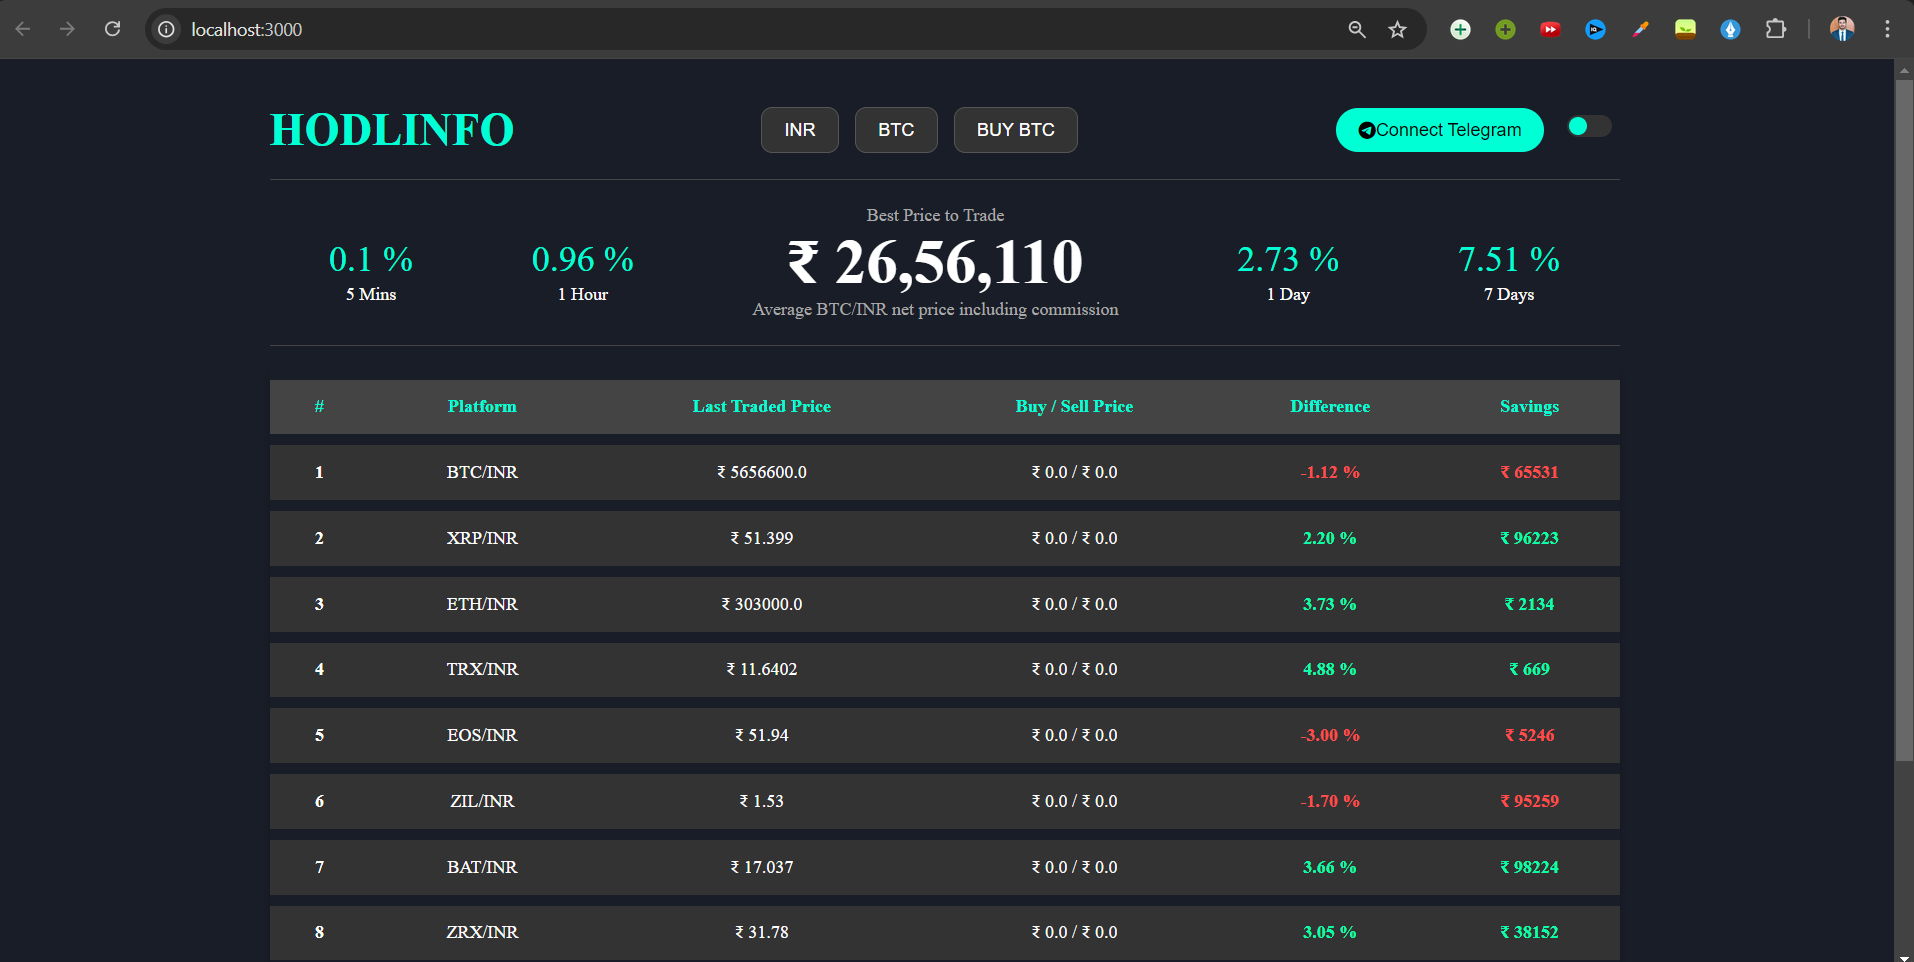 localhost:3000
HODLINFO
INR
BTC
BUY BTC
Connect Telegram
Best Price to Trade
0.1 %
5 Mins
0.96 %
1 Hour
₹ 26,56,110
Average BTC/INR net price including commission
2.73 %
1 Day
7.51 %
7 Days
# Platform Last Traded Price Buy / Sell Price Difference Savings
1 BTC/INR ₹ 5656600.0 ₹ 0.0 / ₹ 0.0 -1.12 % ₹ 65531
2 XRP/INR ₹ 51.399 ₹ 0.0 / ₹ 0.0 2.20 % ₹ 96223
3 ETH/INR ₹ 303000.0 ₹ 0.0 / ₹ 0.0 3.73 % ₹ 2134
4 TRX/INR ₹ 11.6402 ₹ 0.0 / ₹ 0.0 4.88 % ₹ 669
5 EOS/INR ₹ 51.94 ₹ 0.0 / ₹ 0.0 -3.00 % ₹ 5246
6 ZIL/INR ₹ 1.53 ₹ 0.0 / ₹ 0.0 -1.70 % ₹ 95259
7 BAT/INR ₹ 17.037 ₹ 0.0 / ₹ 0.0 3.66 % ₹ 98224
8 ZRX/INR ₹ 31.78 ₹ 0.0 / ₹ 0.0 3.05 % ₹ 38152